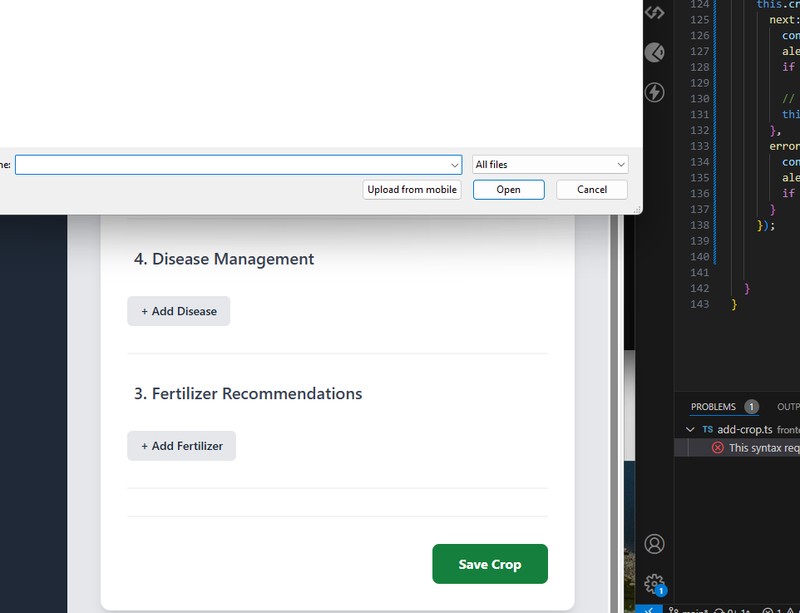 ne:
All files
Upload from mobile
Open
Cancel
4. Disease Management
+ Add Disease
3. Fertilizer Recommendations
+ Add Fertilizer
Save Crop
124 this.cr
125 next:
126 con
127 ale
128 if
129
130 //
131 thi
132 },
133 error
134 con
135 ale
136 if
137 }
138 });
139
140
141
142 }
143 }
PROBLEMS 1 OUTP
TS add-crop.ts fronte
This syntax req
1